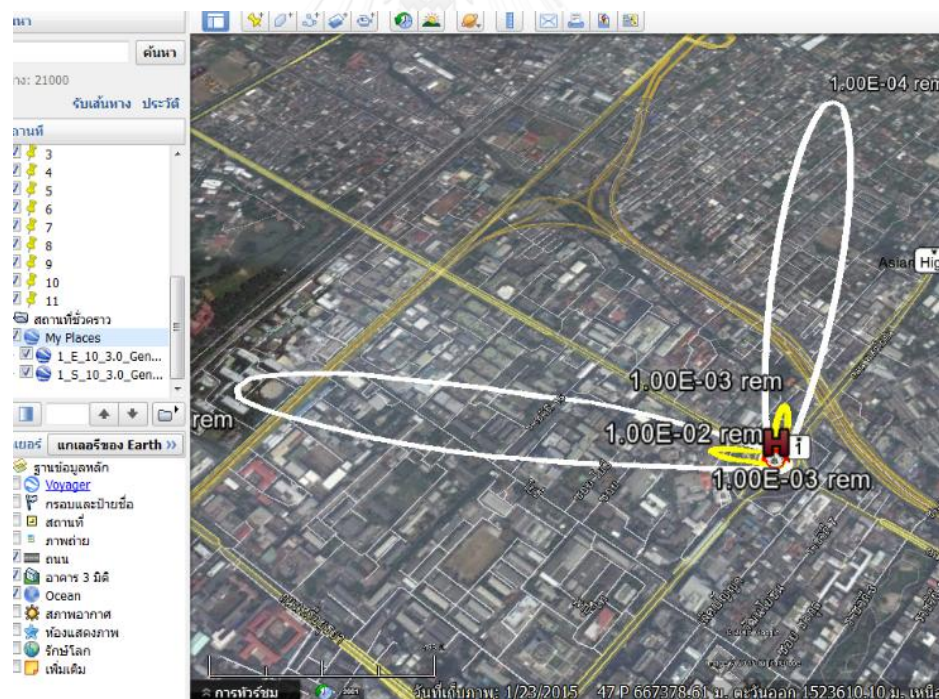 ค้นหา
21000
รับเส้นทาง ประวัติ
3
4
5
6
7
8
9
10
11
สถานที่ชั่วคราว
My Places
1_E_10_3.0_Gen...
1_S_10_3.0_Gen...
แกเลอรีของ Earth >>
ฐานข้อมูลหลัก
Voyager
กรอบและป้ายชื่อ
สถานที่
ภาพถ่าย
ถนน
อาคาร 3 มิติ
Ocean
สภาพอากาศ
ห้องแสดงภาพ
รักษ์โลก
เพิ่มเติม
1.00E-04 rem
Asian Hig
1.00E-03 rem
rem
1.00E-02 rem
H
1
1.00E-03 rem
การทัวร์ชม
2001
วันที่เก็บภาพ: 1/23/2015 47 P 667378.61 ม. ตะวันออก 1523610.10 ม. เหนือ